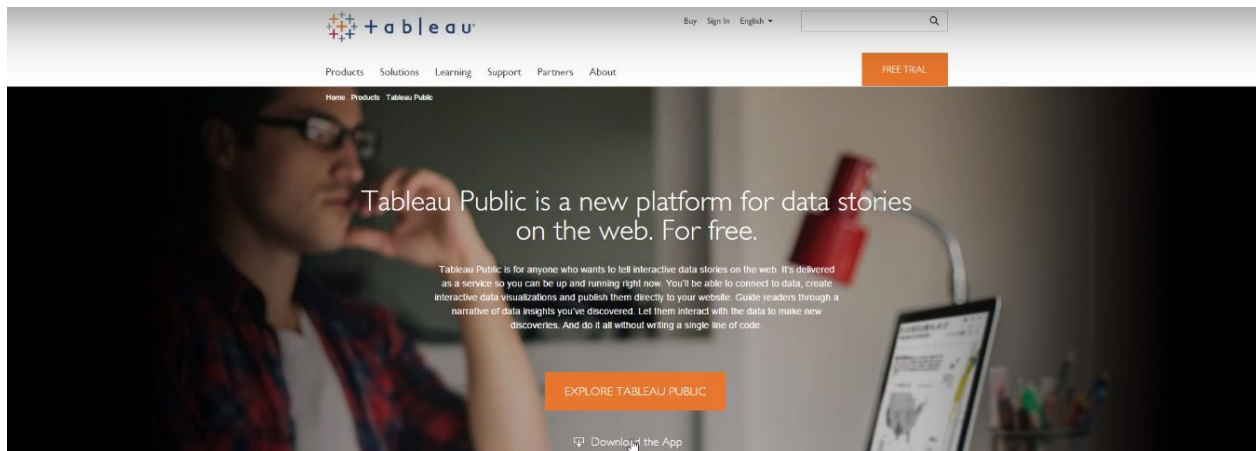 + a b l e a u
Buy Sign In English
Products Solutions Learning Support Partners About
FREE TRIAL
Home Products Tableau Public
Tableau Public is a new platform for data stories
on the web. For free.
Tableau Public is for anyone who wants to tell interactive data stories on the web. It's delivered
as a service so you can be up and running right now. You'll be able to connect to data, create
interactive data visualizations and publish them directly to your website. Guide readers through a
narrative of data insights you've discovered. Let them interact with the data to make new
discoveries. And do it all without writing a single line of code.
EXPLORE TABLEAU PUBLIC
Download the App